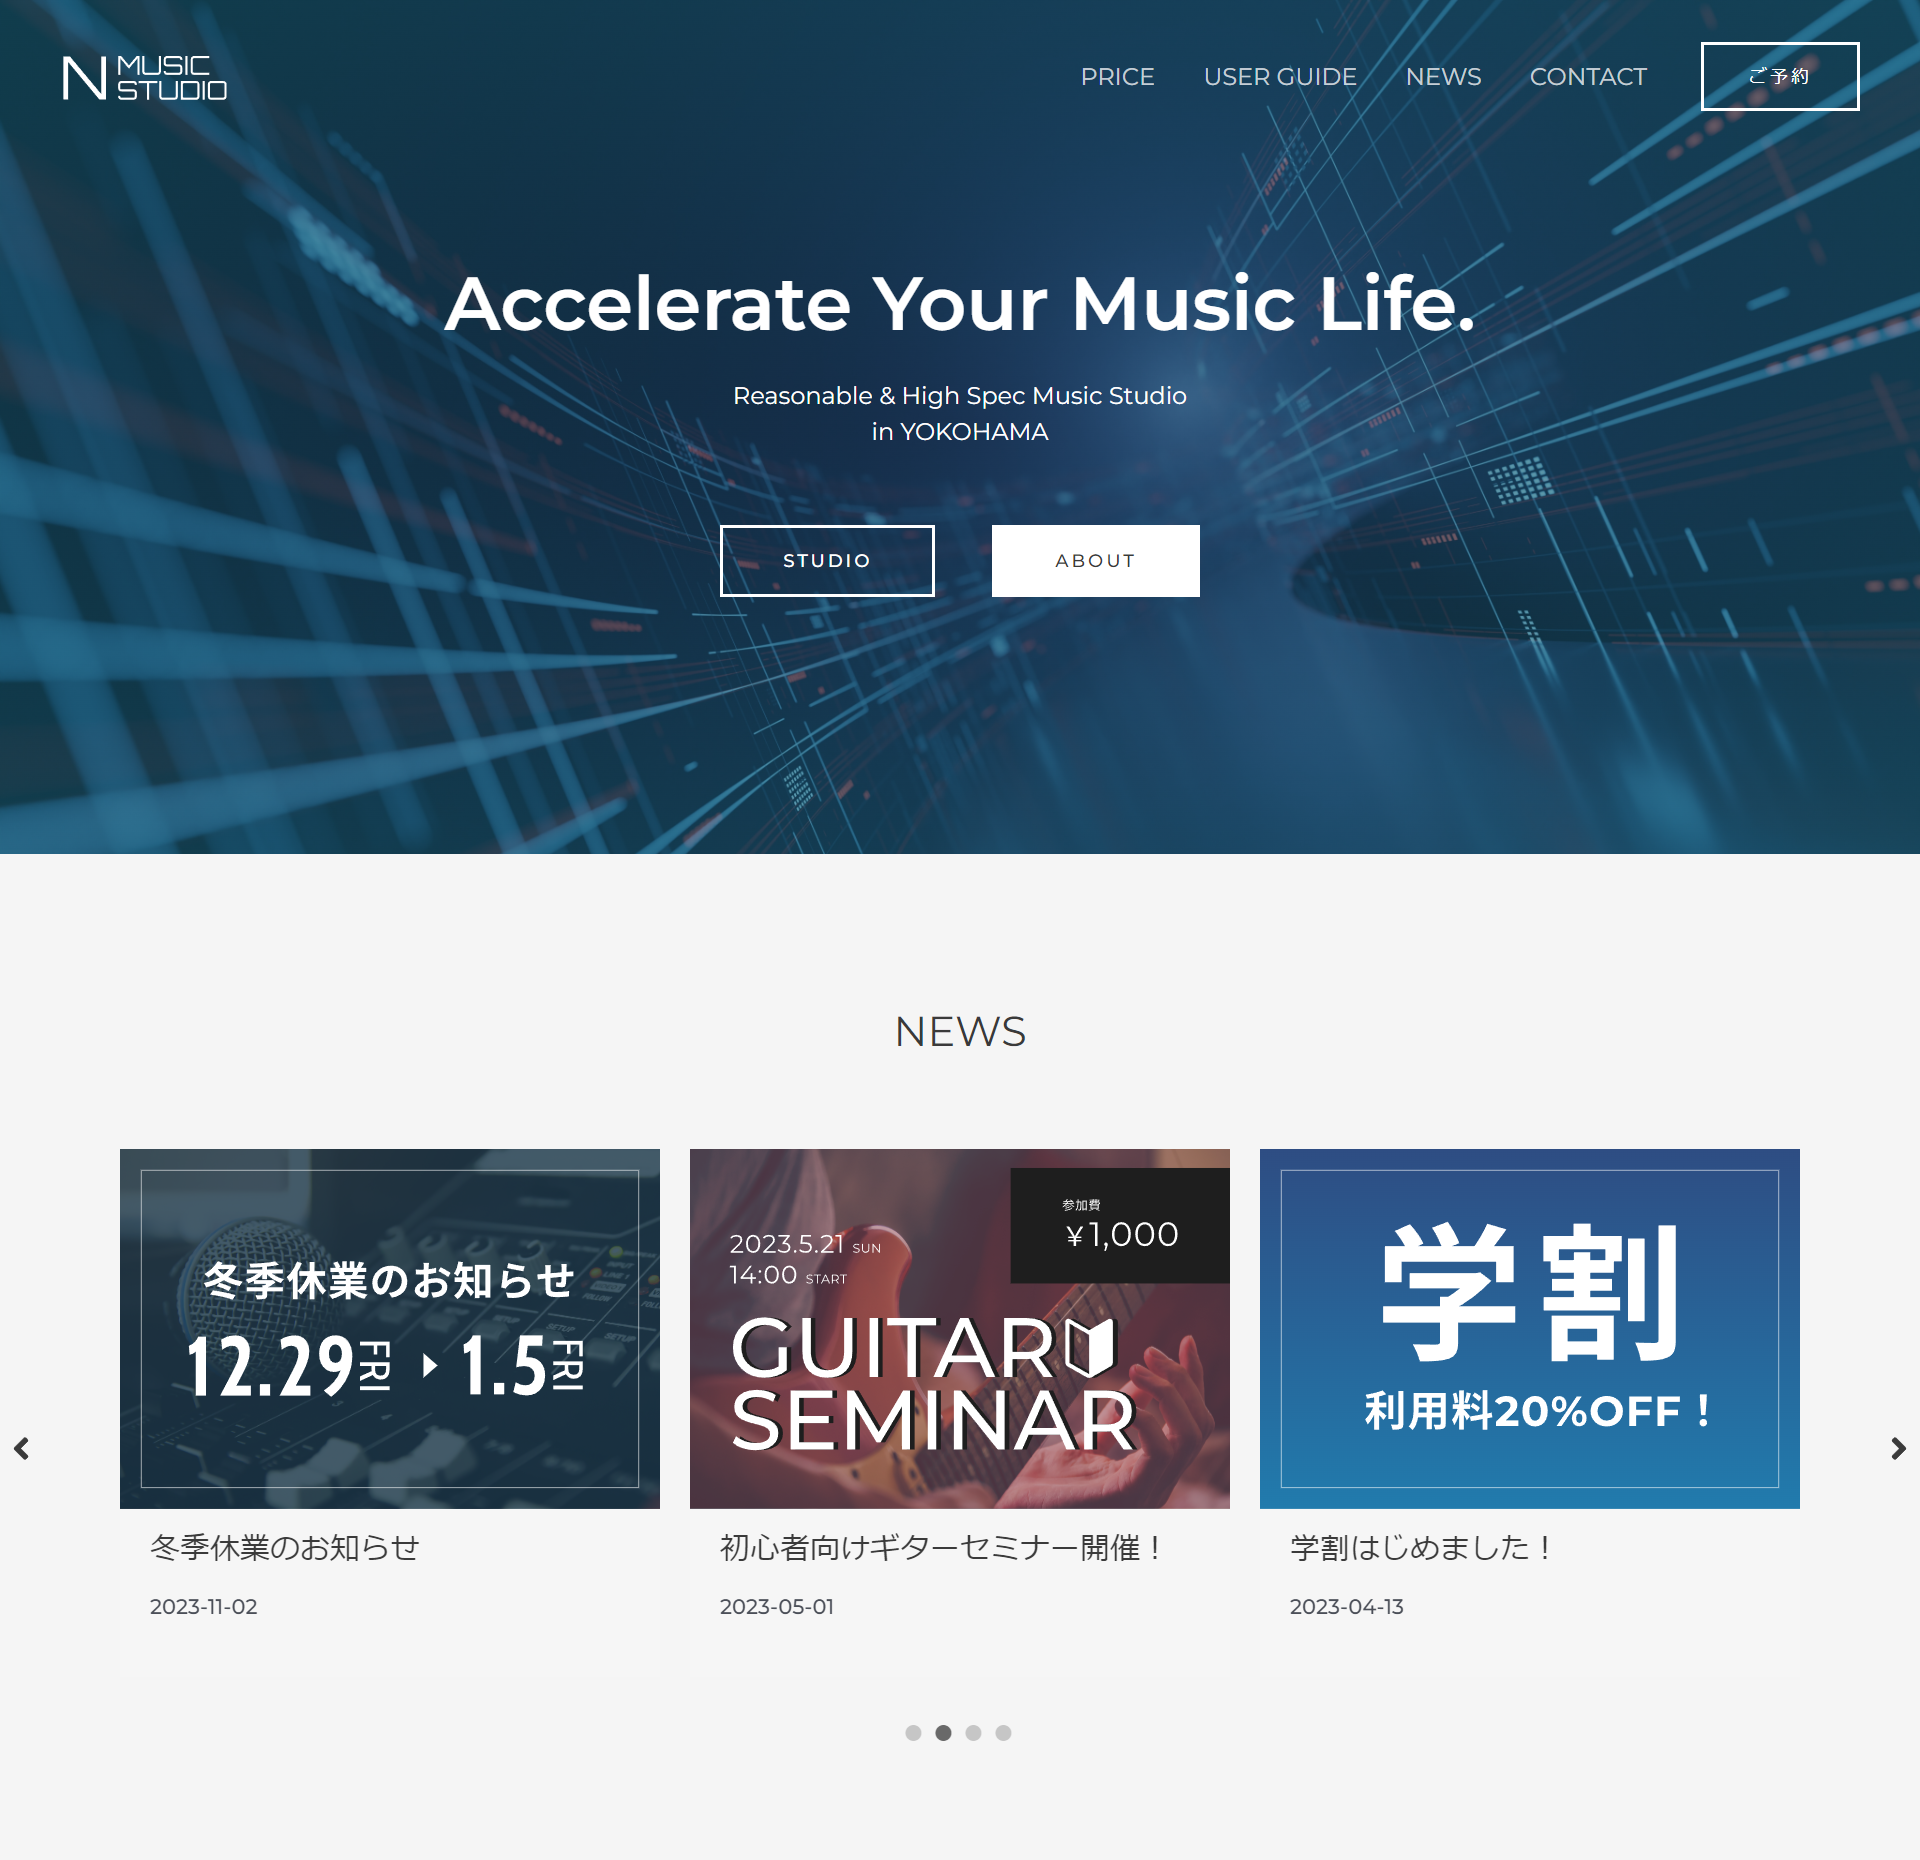 N MUSIC STUDIO
PRICE
USER GUIDE
NEWS
CONTACT
ご予約
Accelerate Your Music Life.
Reasonable & High Spec Music Studio
in YOKOHAMA
STUDIO
ABOUT
NEWS
冬季休業のお知らせ
12.29 FRI ▶ 1.5 FRI
冬季休業のお知らせ
2023-11-02
2023.5.21 SUN
14:00 START
参加費
¥1,000
GUITAR
SEMINAR
初心者向けギターセミナー開催！
2023-05-01
学割
利用料20%OFF！
学割はじめました！
2023-04-13